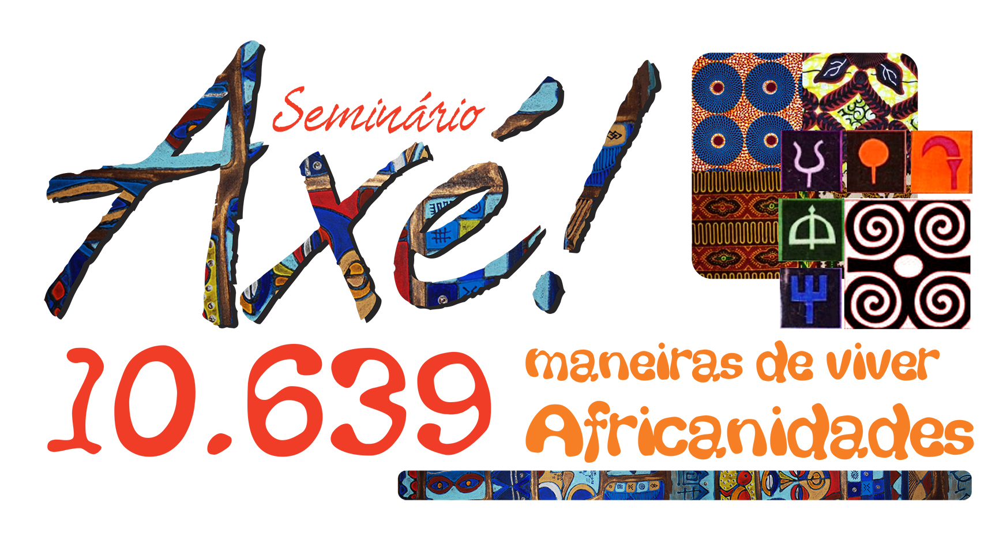 Seminário
Axé!
10.639
maneiras de viver
Africanidades